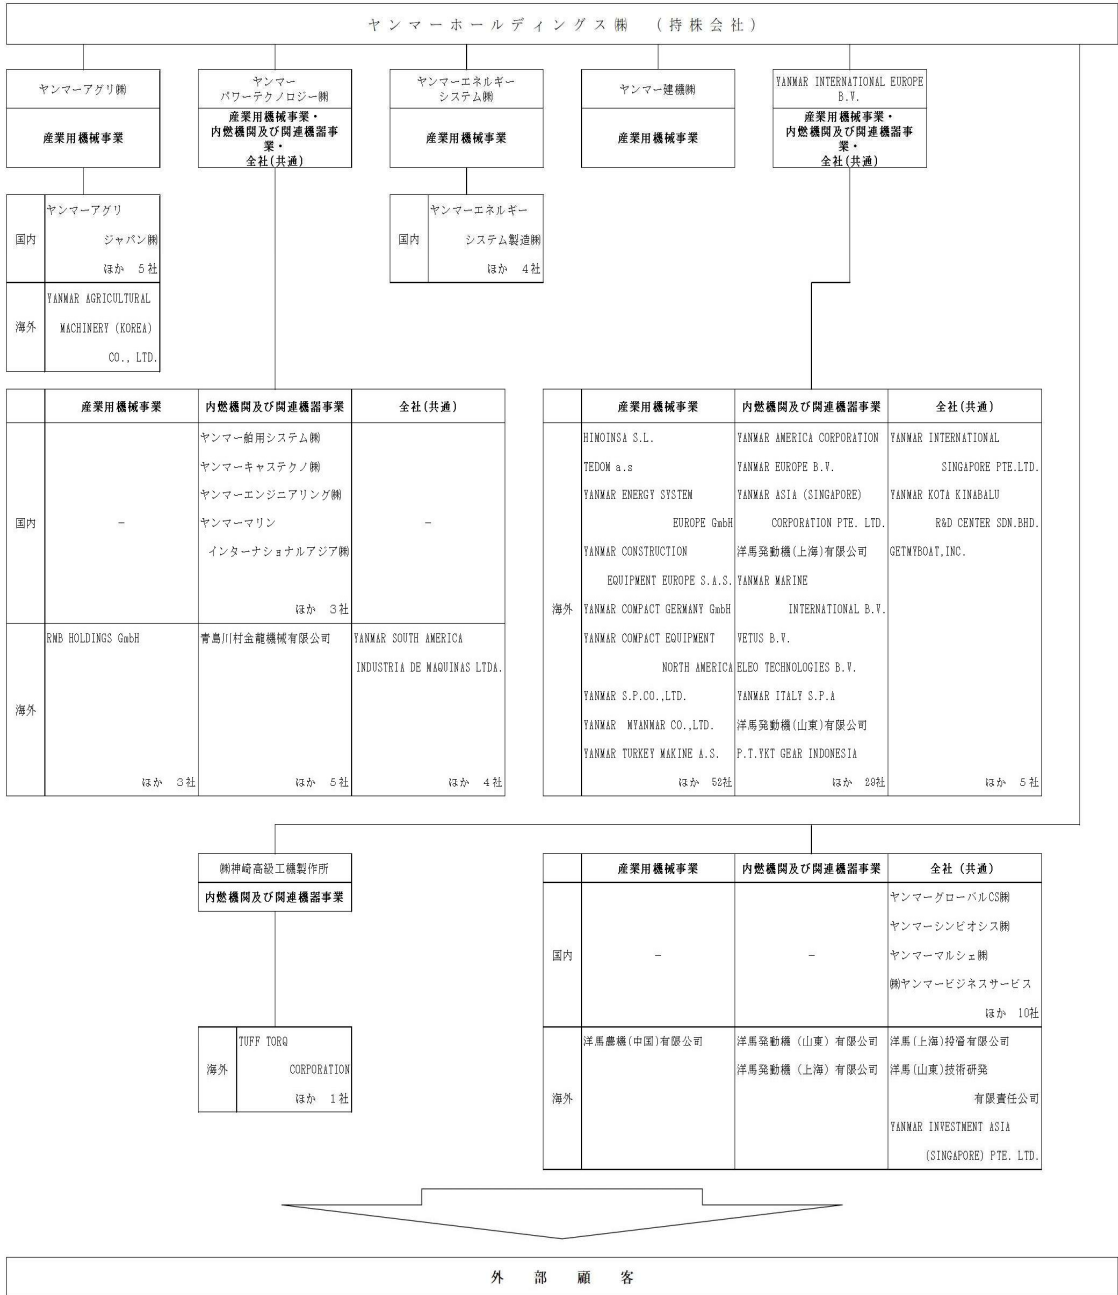 ヤンマーホールディングス㈱ （持株会社）
ヤンマーアグリ㈱
産業用機械事業
ヤンマー
パワーテクノロジー㈱
産業用機械事業・
内燃機関及び関連機器事
業・
全社(共通)
ヤンマーエネルギー
システム㈱
産業用機械事業
ヤンマー建機㈱
産業用機械事業
YANMAR INTERNATIONAL EUROPE
B.V.
産業用機械事業・
内燃機関及び関連機器事
業・
全社(共通)
国内
ヤンマーアグリ
ジャパン㈱
ほか 5社
海外
YANMAR AGRICULTURAL
MACHINERY (KOREA)
CO., LTD.
国内
ヤンマーエネルギー
システム製造㈱
ほか 4社
産業用機械事業
内燃機関及び関連機器事業
全社(共通)
国内
－
ヤンマー舶用システム㈱
ヤンマーキャステクノ㈱
ヤンマーエンジニアリング㈱
ヤンマーマリン
インターナショナルアジア㈱
ほか 3社
－
海外
RMB HOLDINGS GmbH
ほか 3社
青島川村金龍機械有限公司
ほか 5社
YANMAR SOUTH AMERICA
INDUSTRIA DE MAQUINAS LTDA.
ほか 4社
産業用機械事業
内燃機関及び関連機器事業
全社(共通)
海外
HIMOINSA S.L.
TEDOM a.s
YANMAR ENERGY SYSTEM
EUROPE GmbH
YANMAR CONSTRUCTION
EQUIPMENT EUROPE S.A.S.
YANMAR COMPACT GERMANY GmbH
YANMAR COMPACT EQUIPMENT
NORTH AMERICA
YANMAR S.P.CO.,LTD.
YANMAR MYANMAR CO.,LTD.
YANMAR TURKEY MAKINE A.S.
ほか 52社
YANMAR AMERICA CORPORATION
YANMAR EUROPE B.V.
YANMAR ASIA (SINGAPORE)
CORPORATION PTE. LTD.
洋馬発動機(上海)有限公司
YANMAR MARINE
INTERNATIONAL B.V.
VETUS B.V.
ELEO TECHNOLOGIES B.V.
YANMAR ITALY S.P.A
洋馬発動機(山東)有限公司
P.T.YKT GEAR INDONESIA
ほか 29社
YANMAR INTERNATIONAL
SINGAPORE PTE.LTD.
YANMAR KOTA KINABALU
R&D CENTER SDN.BHD.
GETMYBOAT,INC.
ほか 5社
㈱神崎高級工機製作所
内燃機関及び関連機器事業
海外
TUFF TORQ
CORPORATION
ほか 1社
産業用機械事業
内燃機関及び関連機器事業
全社（共通）
国内
－
－
ヤンマーグローバルCS㈱
ヤンマーシンビオシス㈱
ヤンマーマルシェ㈱
㈱ヤンマービジネスサービス
ほか 10社
海外
洋馬農機(中国)有限公司
洋馬発動機（山東）有限公司
洋馬発動機（上海）有限公司
洋馬(上海)投資有限公司
洋馬(山東)技術研発
有限責任公司
YANMAR INVESTMENT ASIA
(SINGAPORE) PTE. LTD.
外部顧客